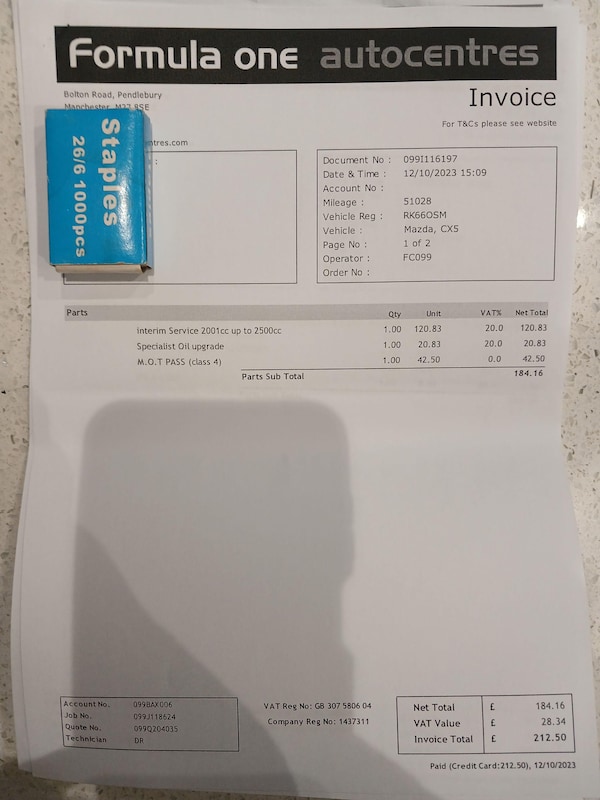 Formula one autocentres
Bolton Road, Pendlebury
Manchester, M27 8SE
Invoice
For T&Cs please see website
ntres.com
Staples
26/6 1000pcs
:
Document No : 099I116197
Date & Time : 12/10/2023 15:09
Account No :
Mileage : 51028
Vehicle Reg : RK66OSM
Vehicle : Mazda, CX5
Page No : 1 of 2
Operator : FC099
Order No :
Parts Qty Unit VAT% Net Total
Interim Service 2001cc up to 2500cc 1.00 120.83 20.0 120.83
Specialist Oil upgrade 1.00 20.83 20.0 20.83
M.O.T PASS (class 4) 1.00 42.50 0.0 42.50
Parts Sub Total 184.16
Account No. 099BAX006
Job No. 099J118624
Quote No. 099Q204035
Technician DR
VAT Reg No: GB 307 5806 04
Company Reg No: 1437311
Net Total £ 184.16
VAT Value £ 28.34
Invoice Total £ 212.50
Paid (Credit Card:212.50), 12/10/2023